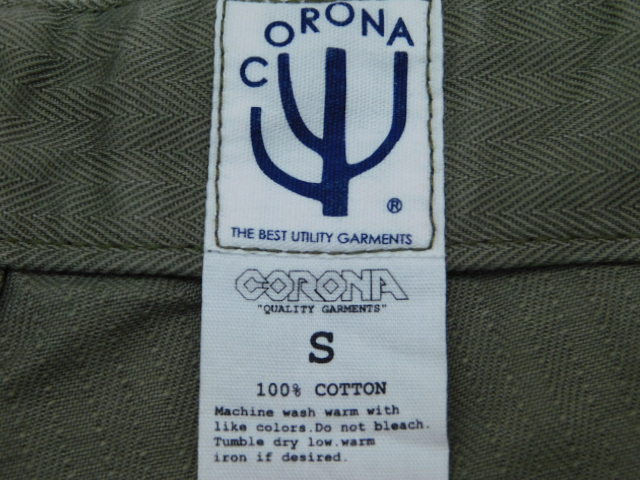 CORONA
®
THE BEST UTILITY GARMENTS
CORONA
"QUALITY GARMENTS"
S
100% COTTON
Machine wash warm with
like colors.Do not bleach.
Tumble dry low.warm
iron if desired.